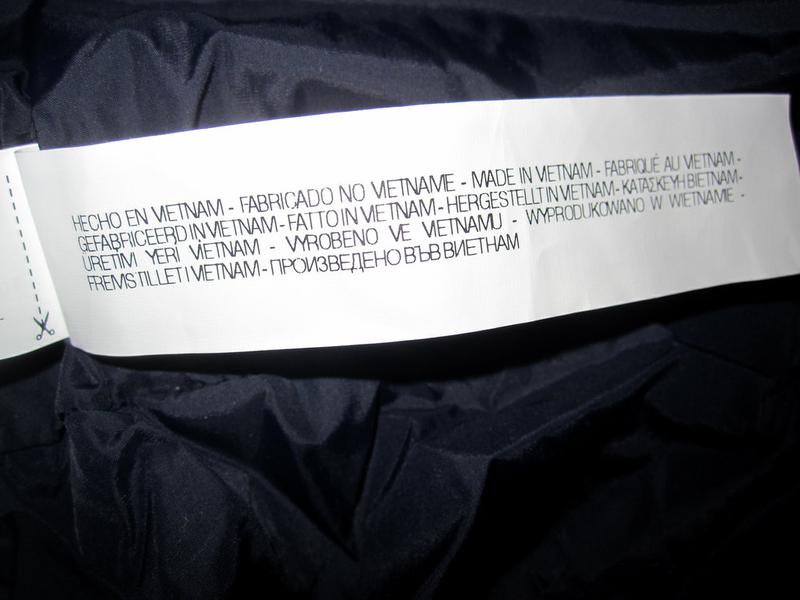 HECHO EN VIETNAM - FABRICADO NO VIETNAME - MADE IN VIETNAM - FABRIQUÉ AU VIETNAM -
GEFABRICEERD IN VIETNAM - FATTO IN VIETNAM - HERGESTELLT IN VIETNAM - ΚΑΤΑΣΚΕΥΗ ΒΙΕΤΝΑΜ -
ÜRETIM YERI VIETNAM - VYROBENO VE VIETNAMU - WYPRODUKOWANO W WIETNAMIE -
FREMSTILLET I VIETNAM - ПРОИЗВЕДЕНО ВЪВ ВИЕТНАМ